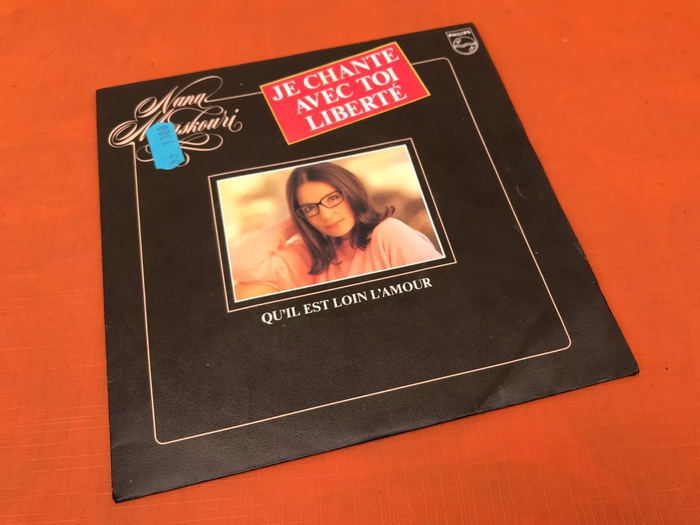 Nana
Mouskouri
JE CHANTE
AVEC TOI
LIBERTÉ
PHILIPS
QU'IL EST LOIN L'AMOUR